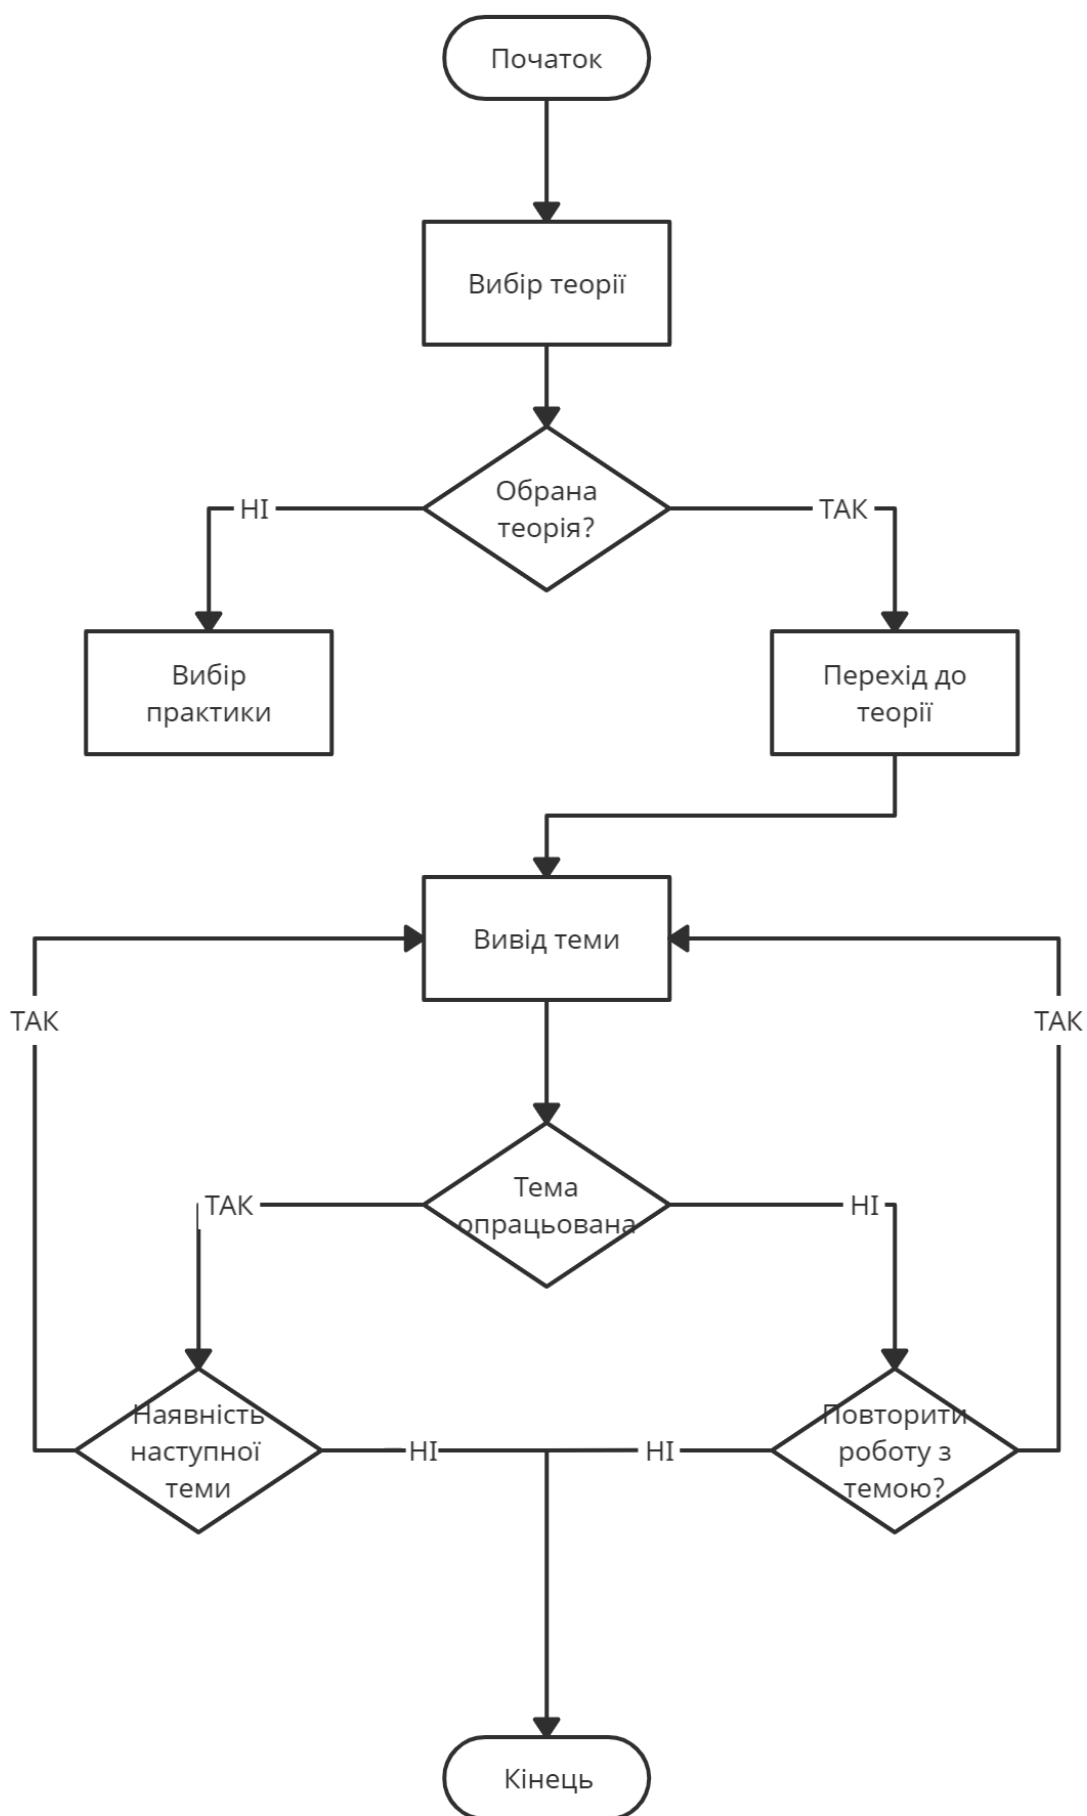 Початок
Вибір теорії
Обрана
теорія?
НІ
ТАК
Вибір
практики
Перехід до
теорії
Вивід теми
ТАК
ТАК
Тема
опрацьована
ТАК
НІ
Наявність
наступної
теми
НІ
НІ
Повторити
роботу з
темою?
Кінець